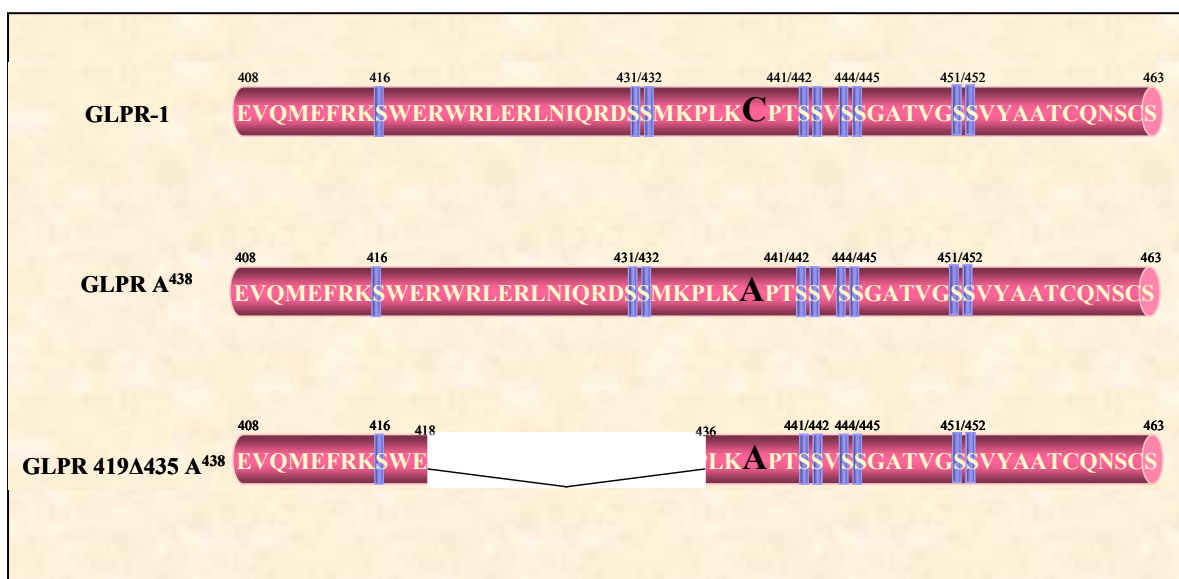 408 416 431/432 441/442 444/445 451/452 463
GLPR-1 EVQMEFRKSWERWRLERLNIQRDSSMKPLKCPTSSVSSGATVGSSVYAATCQNSCS
408 416 431/432 441/442 444/445 451/452 463
GLPR A438 EVQMEFRKSWERWRLERLNIQRDSSMKPLKAPTSSVSSGATVGSSVYAATCQNSCS
408 416 418 436 441/442 444/445 451/452 463
GLPR 419Δ435 A438 EVQMEFRKSWE LKAPTSSVSSGATVGSSVYAATCQNSCS